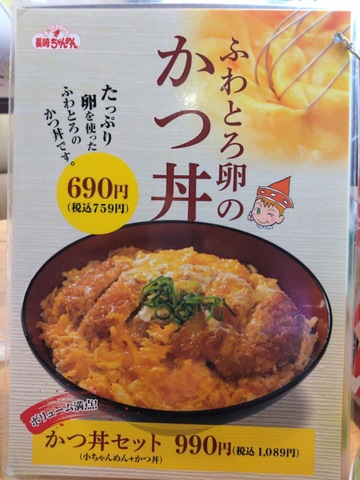 長崎ちゃんめん
ふわとろ卵の
かつ丼
たっぷり
卵を使った
ふわとろの
かつ丼です。
690円
(税込759円)
ボリューム満点!
かつ丼セット 990円(税込 1,089円)
(小ちゃんめん+かつ丼)